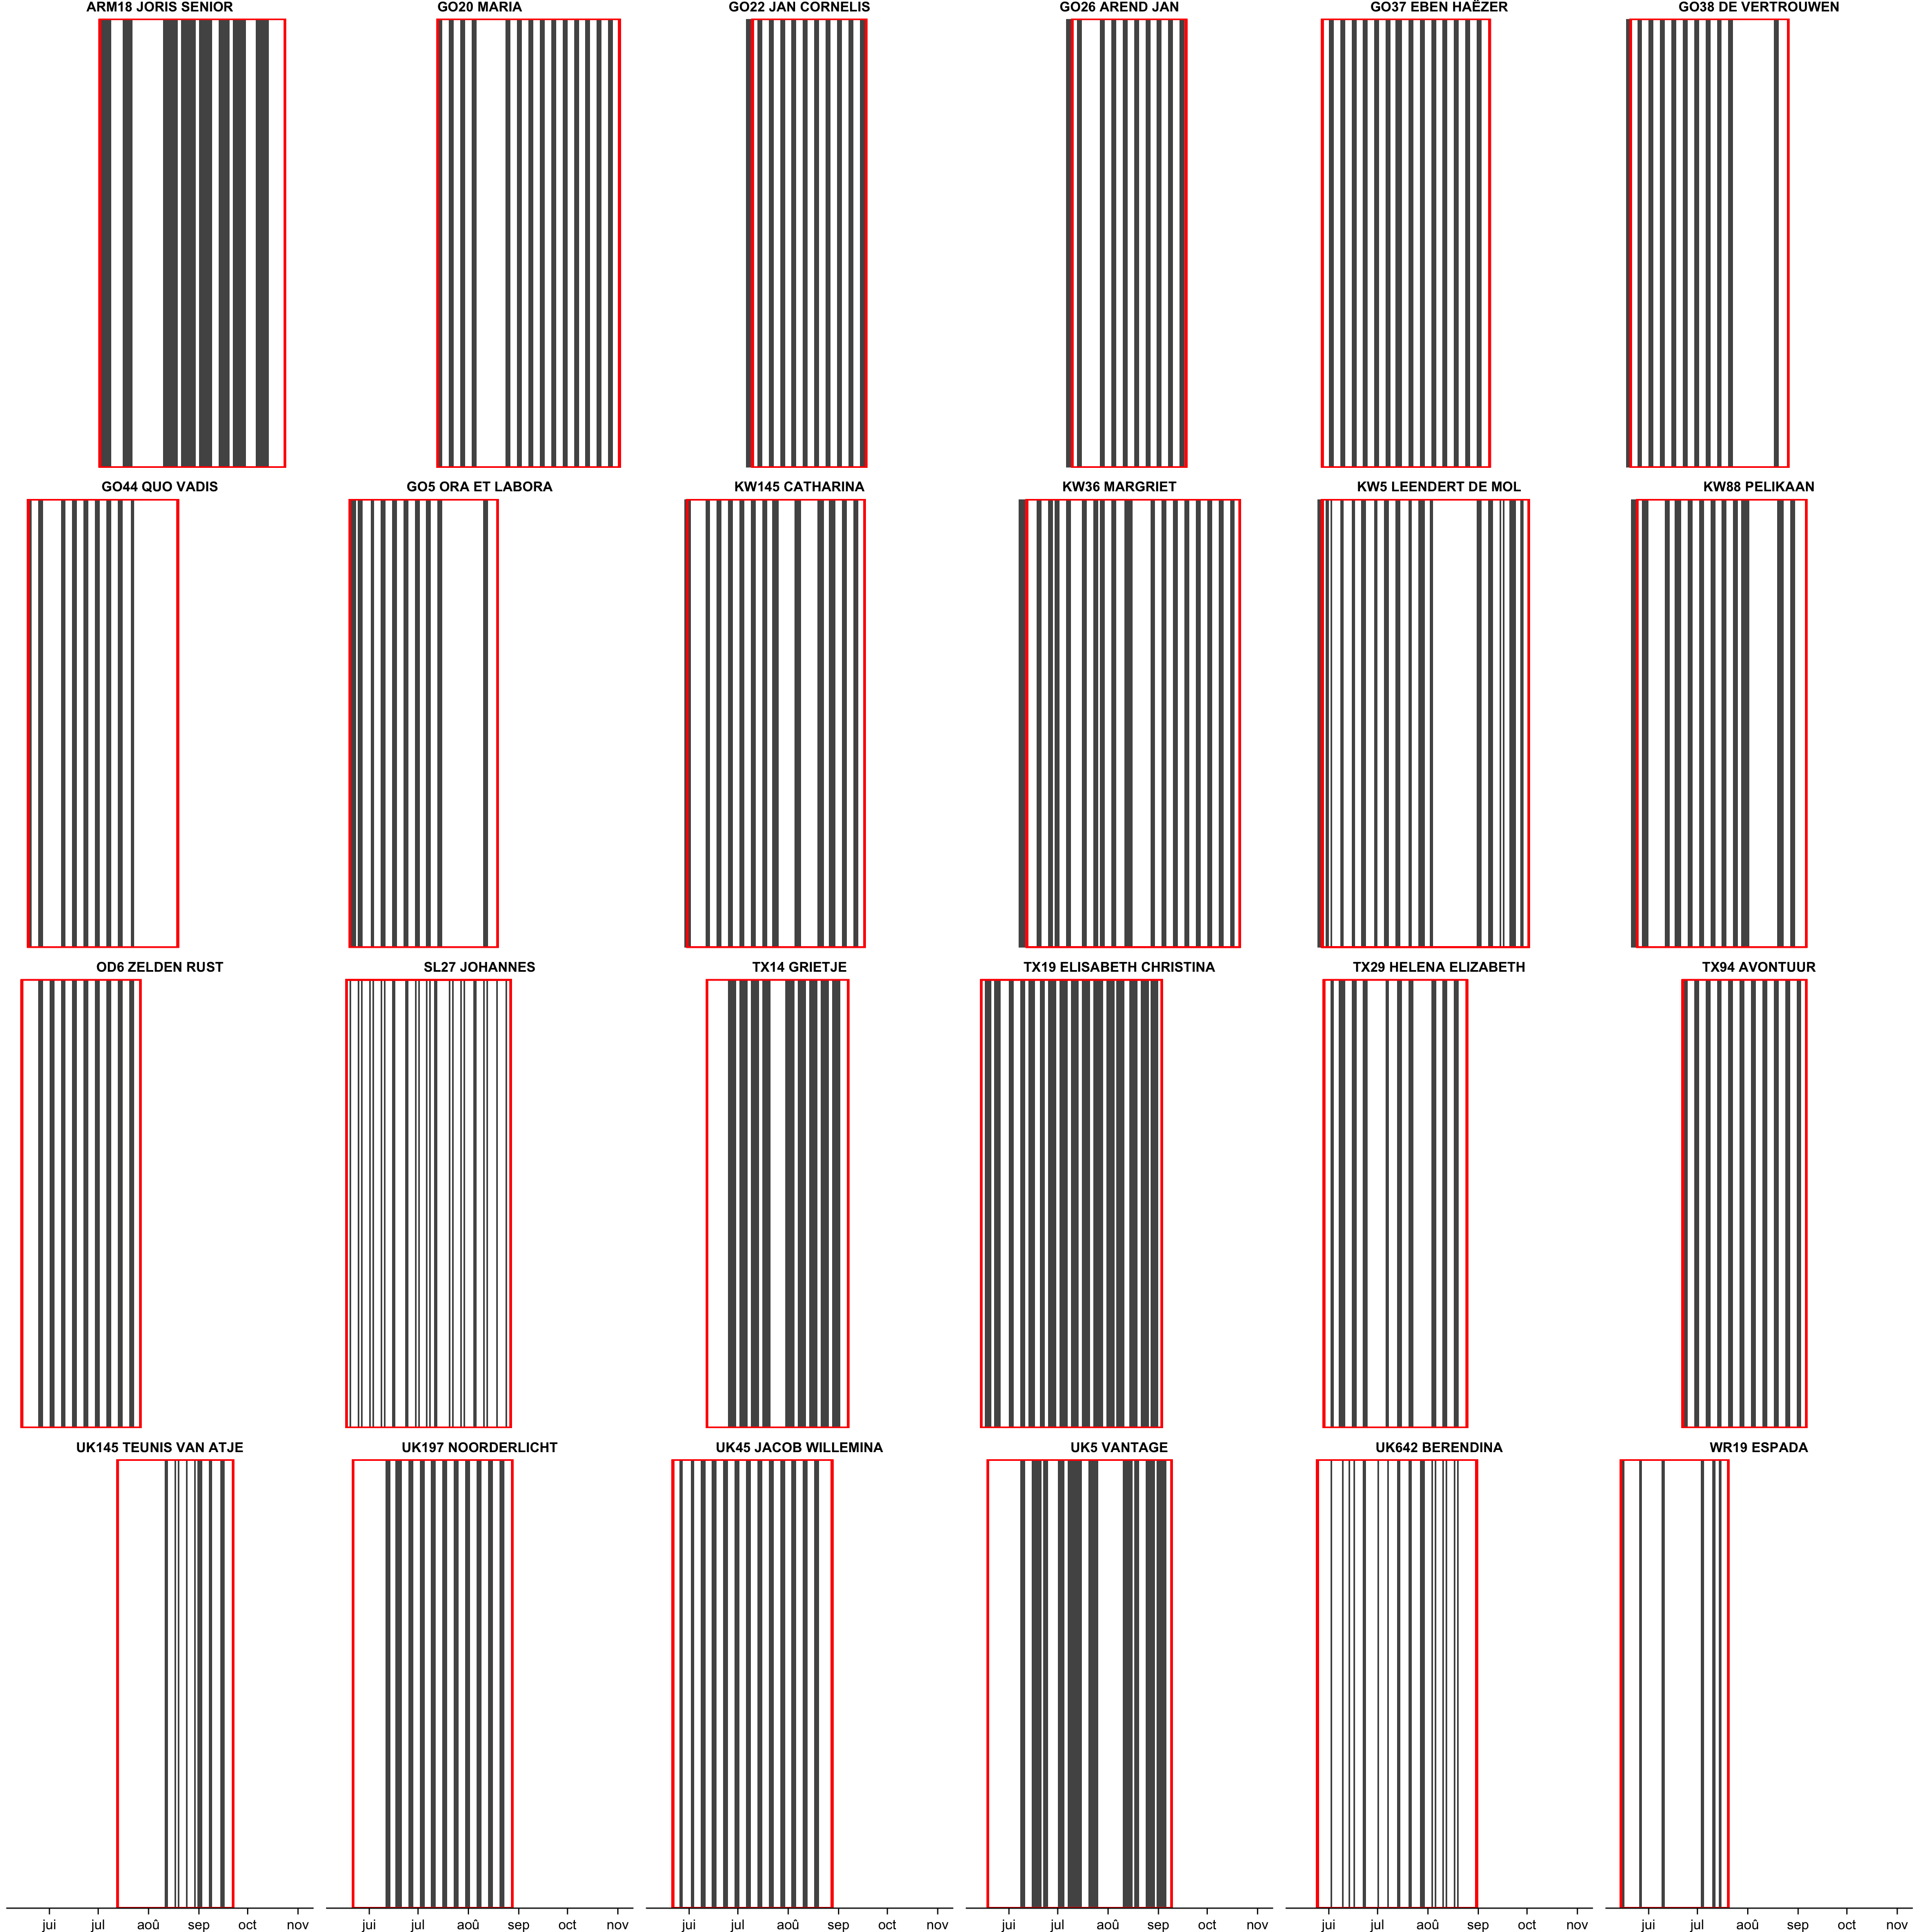 ARM18 JORIS SENIOR
GO20 MARIA
GO22 JAN CORNELIS
GO26 AREND JAN
GO37 EBEN HAËZER
GO38 DE VERTROUWEN
GO44 QUO VADIS
GO5 ORA ET LABORA
KW145 CATHARINA
KW36 MARGRIET
KW5 LEENDERT DE MOL
KW88 PELIKAAN
OD6 ZELDEN RUST
SL27 JOHANNES
TX14 GRIETJE
TX19 ELISABETH CHRISTINA
TX29 HELENA ELIZABETH
TX94 AVONTUUR
UK145 TEUNIS VAN ATJE
UK197 NOORDERLICHT
UK45 JACOB WILLEMINA
UK5 VANTAGE
UK642 BERENDINA
WR19 ESPADA
jui jul aoû sep oct nov
jui jul aoû sep oct nov
jui jul aoû sep oct nov
jui jul aoû sep oct nov
jui jul aoû sep oct nov
jui jul aoû sep oct nov